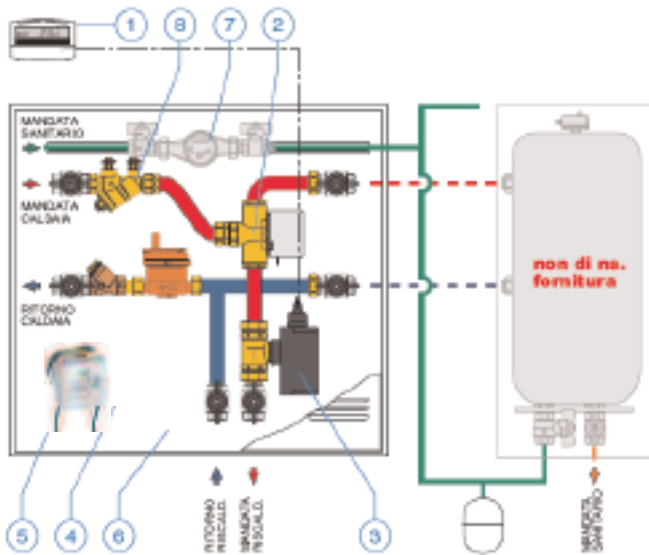 1
8
7
2
MANDATA
SANITARIO
MANDATA
CALDAIA
RITORNO
CALDAIA
non di ns.
fornitura
5
4
6
3
RITORNO
RISCALD.
MANDATA
RISCALD.
MANDATA
SANITARIO